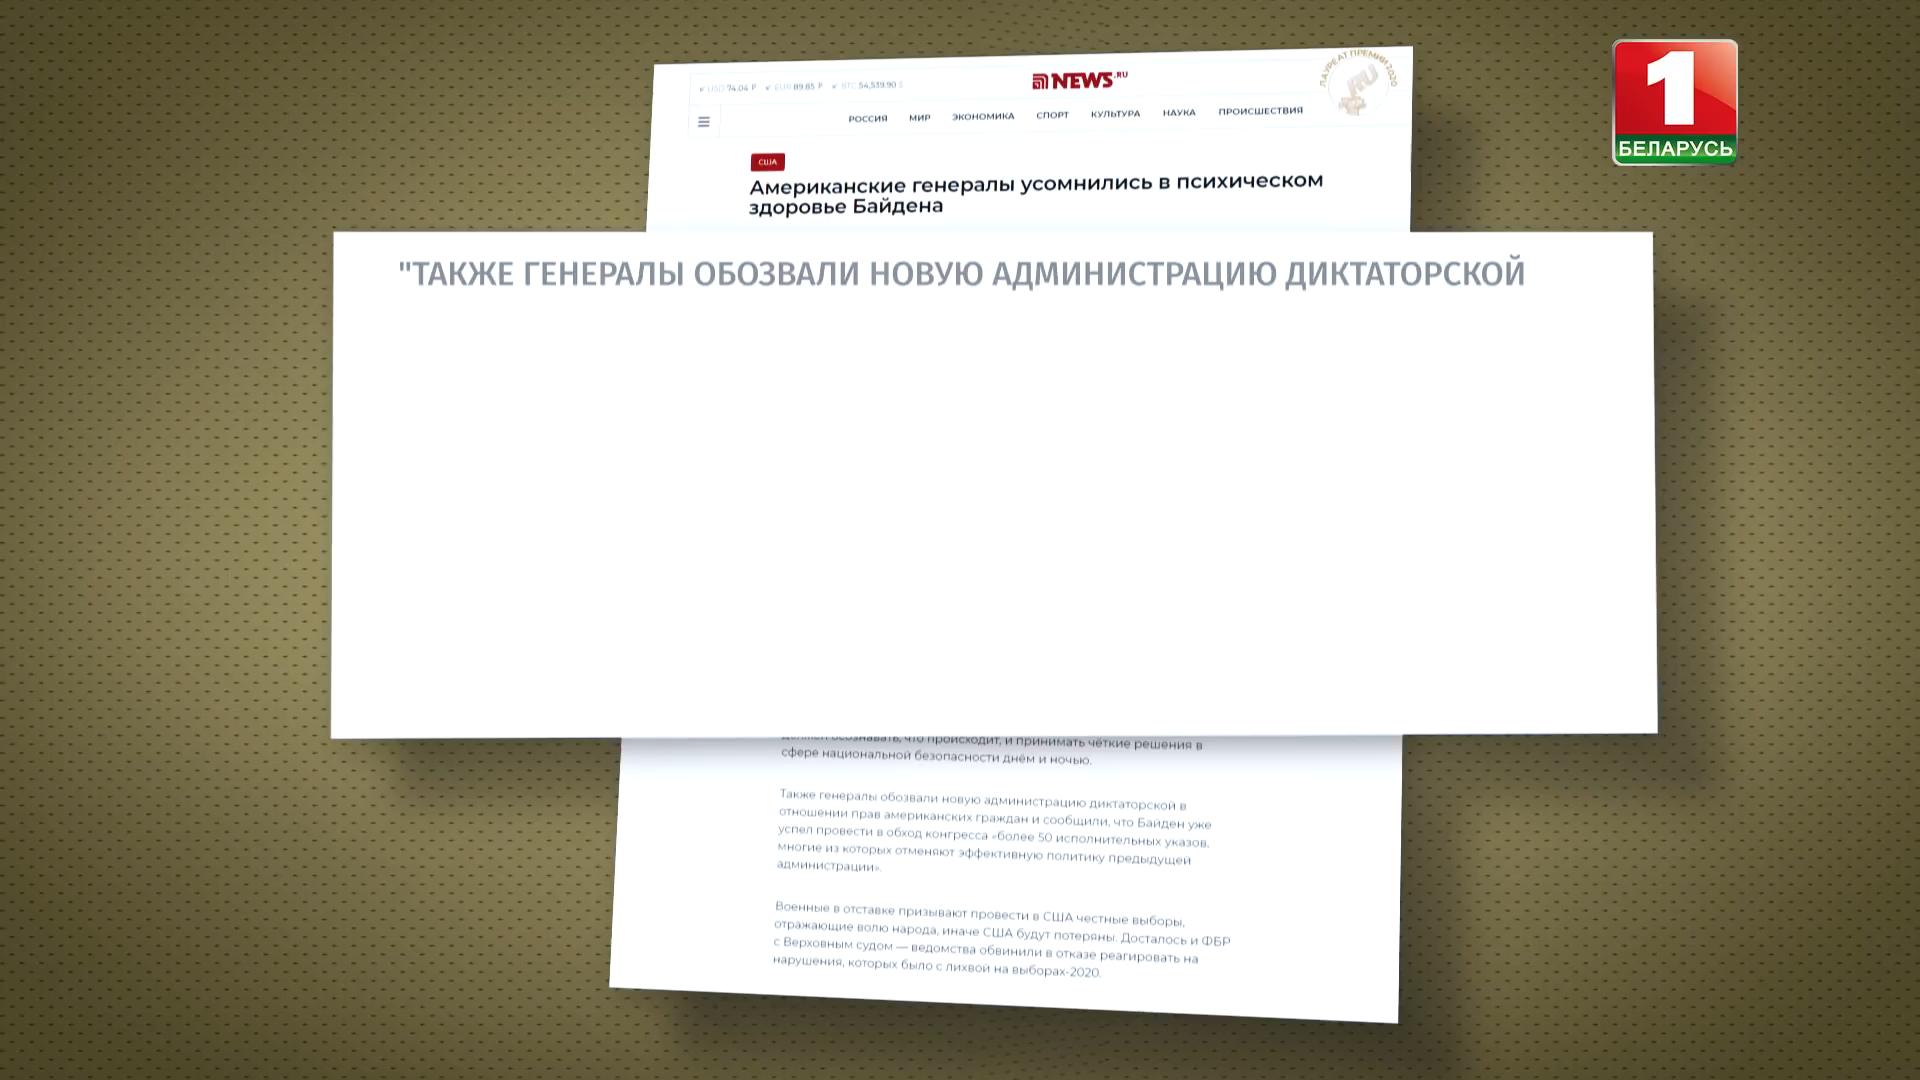 USD 74.04 ₽ EUR 89.85 ₽ BTC 54,539.90 $
NEWS.RU
ЛАУРЕАТ ПРЕМИИ 2020
РОССИЯ МИР ЭКОНОМИКА СПОРТ КУЛЬТУРА НАУКА ПРОИСШЕСТВИЯ
1
БЕЛАРУСЬ
США
Американские генералы усомнились в психическом
здоровье Байдена
"ТАКЖЕ ГЕНЕРАЛЫ ОБОЗВАЛИ НОВУЮ АДМИНИСТРАЦИЮ ДИКТАТОРСКОЙ
должен осознавать, что происходит, и принимать чёткие решения в
сфере национальной безопасности днём и ночью.
Также генералы обозвали новую администрацию диктаторской в
отношении прав американских граждан и сообщили, что Байден уже
успел провести в обход конгресса «более 50 исполнительных указов,
многие из которых отменяют эффективную политику предыдущей
администрации».
Военные в отставке призывают провести в США честные выборы,
отражающие волю народа, иначе США будут потеряны. Досталось и ФБР
с Верховным судом — ведомства обвинили в отказе реагировать на
нарушения, которых было с лихвой на выборах-2020.